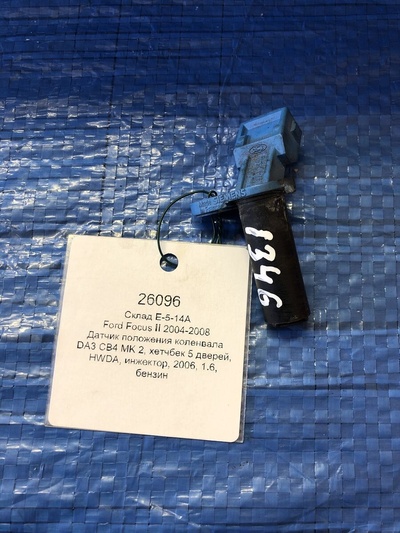 26096
Склад E-5-14A
Ford Focus II 2004-2008
Датчик положения коленвала
DA3 CB4 MK 2, хетчбек 5 дверей,
HWDA, инжектор, 2006, 1.6,
бензин
1346